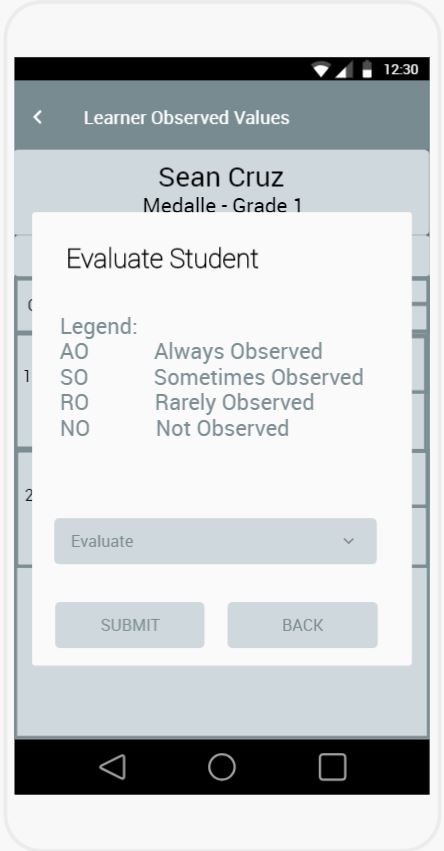 12:30
Learner Observed Values
Sean Cruz
Medalle - Grade 1
Evaluate Student
Legend:
AO Always Observed
SO Sometimes Observed
RO Rarely Observed
NO Not Observed
1
2
Evaluate
SUBMIT BACK